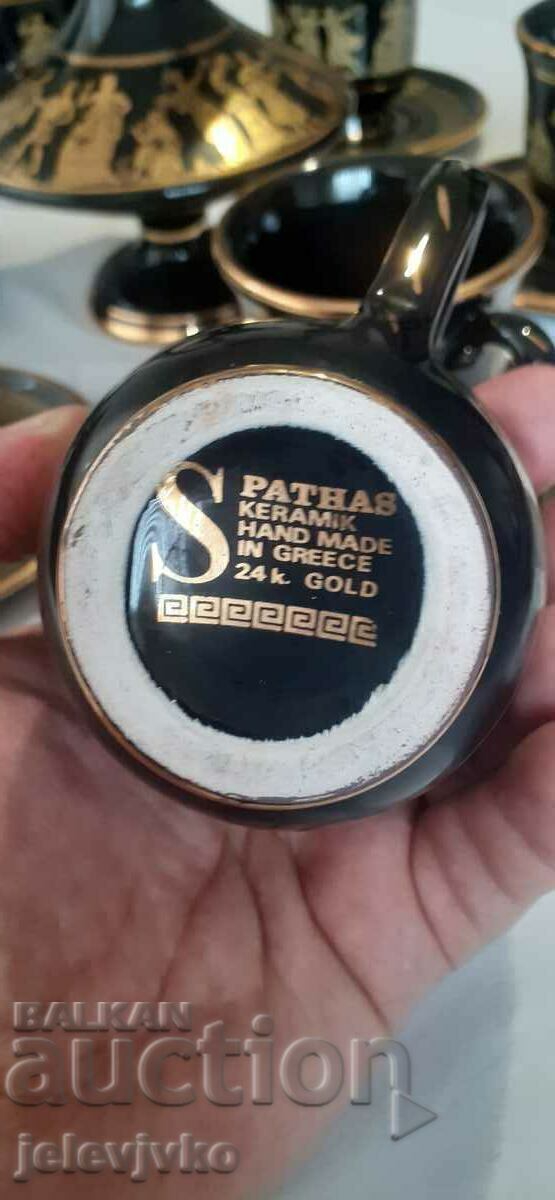 SPATHAS
KERAMIK
HAND MADE
IN GREECE
24k. GOLD
BALKAN
auction
jelevjvko